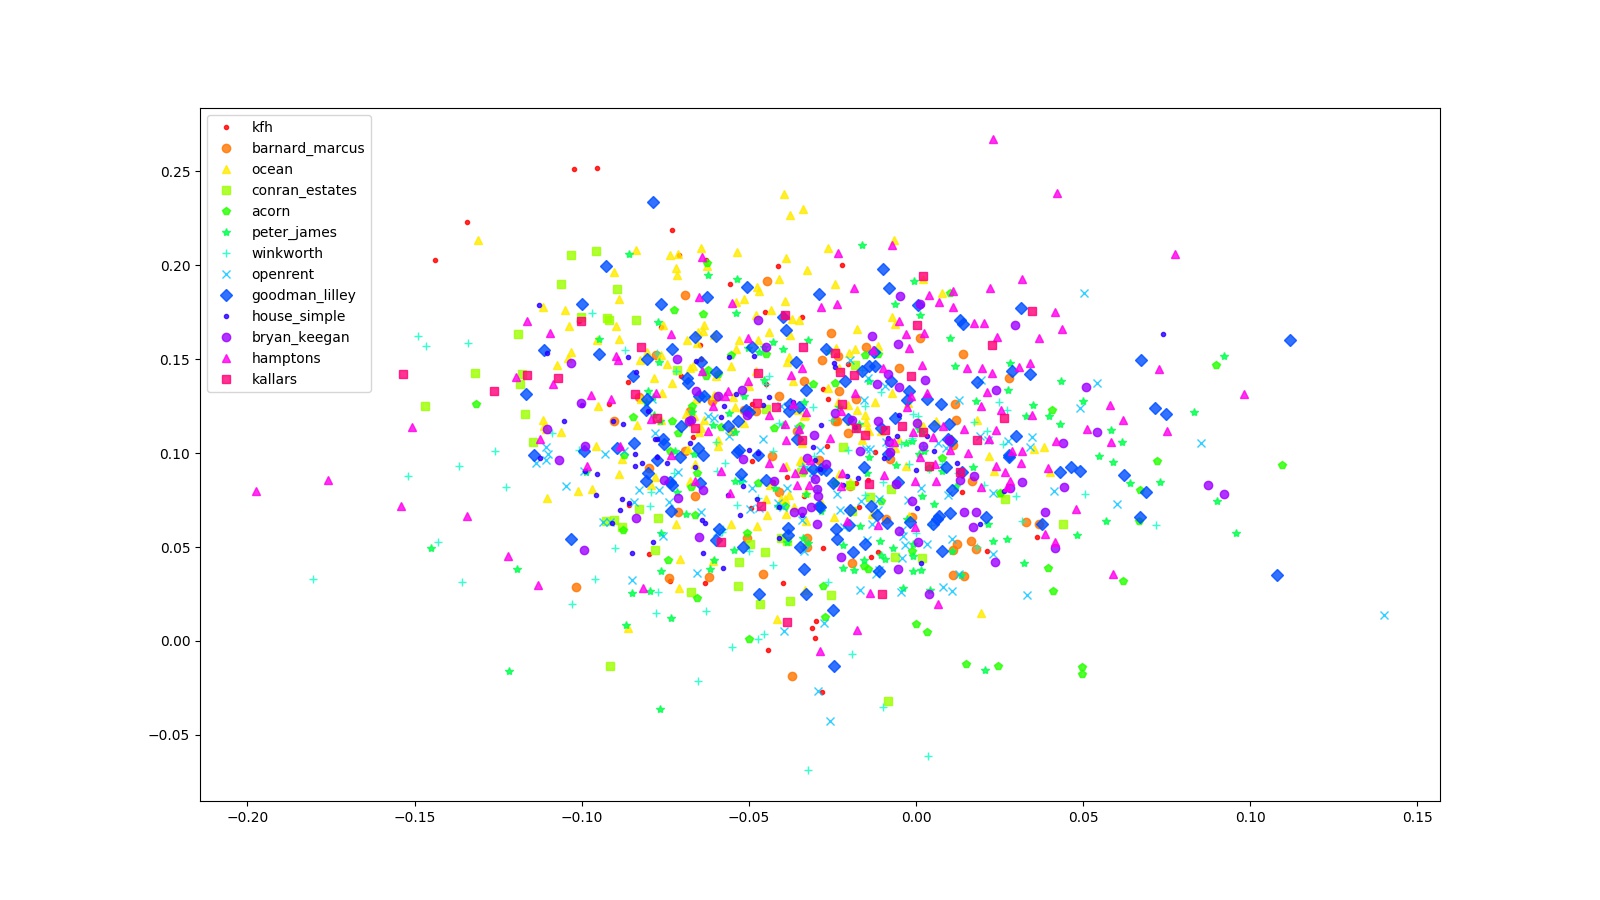 kfh
barnard_marcus
ocean
conran_estates
acorn
peter_james
winkworth
openrent
goodman_lilley
house_simple
bryan_keegan
hamptons
kallars
0.25
0.20
0.15
0.10
0.05
0.00
−0.05
−0.20 −0.15 −0.10 −0.05 0.00 0.05 0.10 0.15